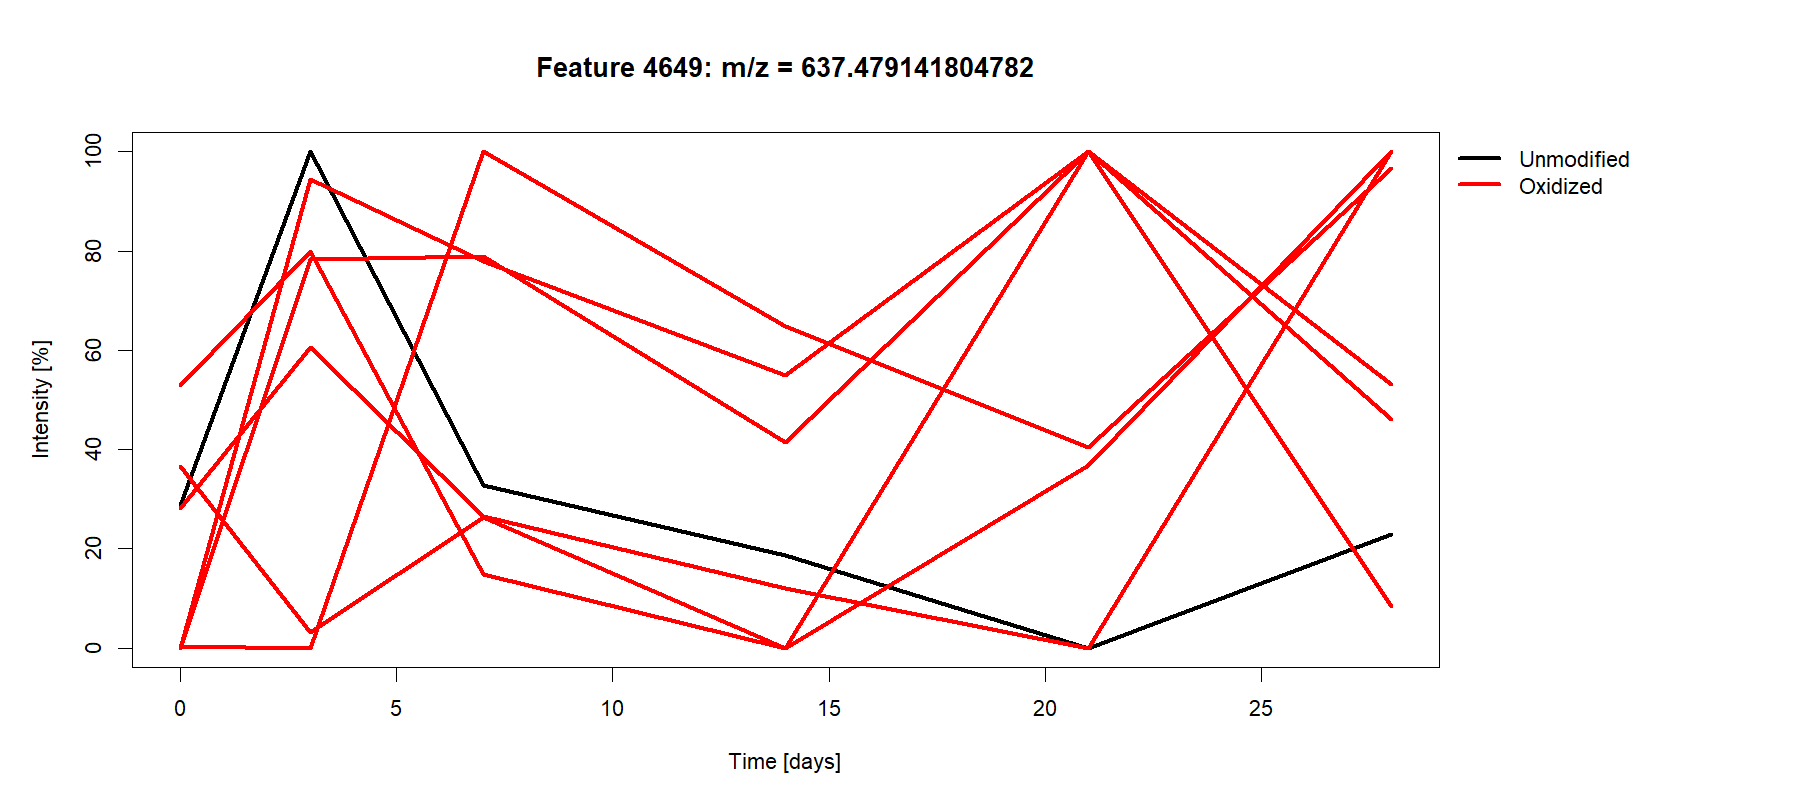 Feature 4649: m/z = 637.479141804782
Unmodified
Oxidized
Intensity [%]
100
80
60
40
20
0
0 5 10 15 20 25
Time [days]